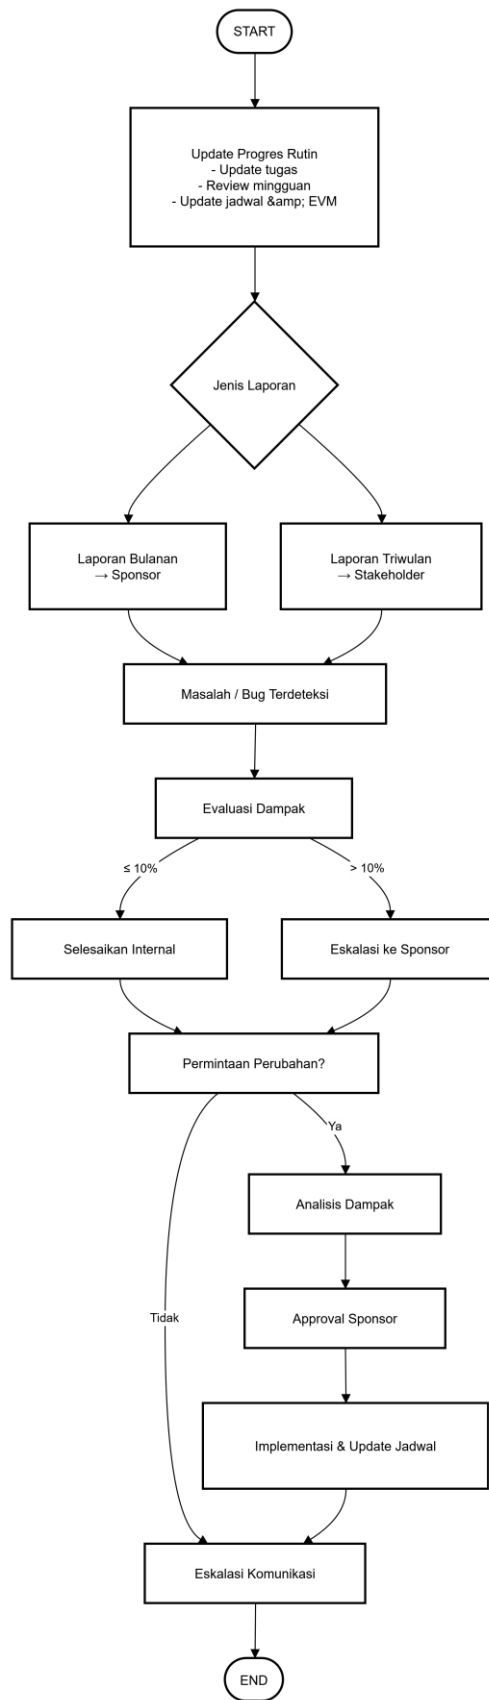 START
Update Progres Rutin
- Update tugas
- Review mingguan
- Update jadwal &amp; EVM
Jenis Laporan
Laporan Bulanan
→ Sponsor
Laporan Triwulan
→ Stakeholder
Masalah / Bug Terdeteksi
Evaluasi Dampak
≤ 10%
> 10%
Selesaikan Internal
Eskalasi ke Sponsor
Permintaan Perubahan?
Ya
Analisis Dampak
Tidak
Approval Sponsor
Implementasi & Update Jadwal
Eskalasi Komunikasi
END